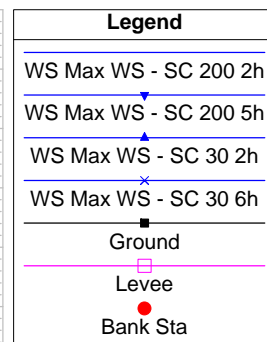 Legend
WS Max WS - SC 200 2h
WS Max WS - SC 200 5h
WS Max WS - SC 30 2h
WS Max WS - SC 30 6h
Ground
Levee
Bank Sta